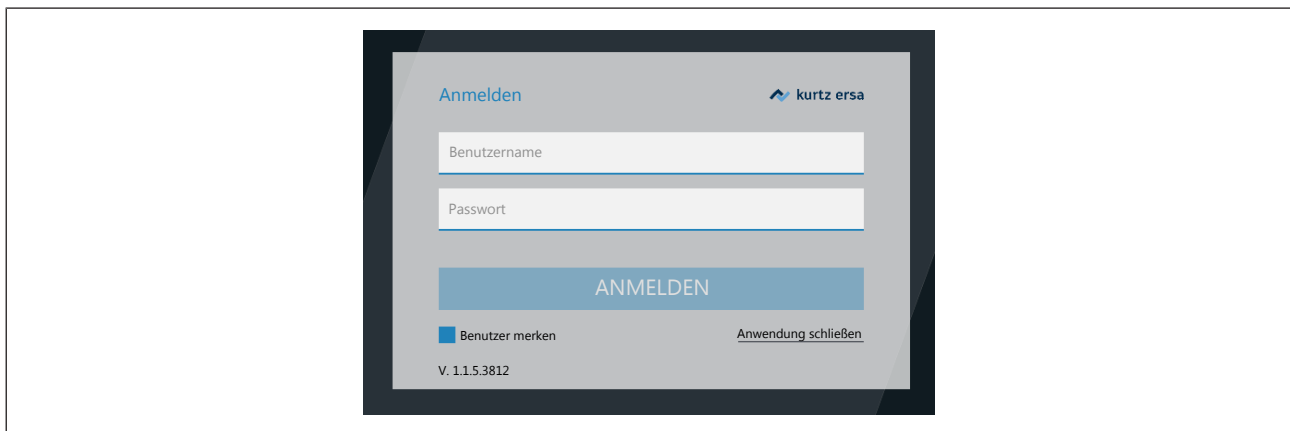 Anmelden
kurtz ersa
Benutzername
Passwort
ANMELDEN
Benutzer merken
Anwendung schließen
V. 1.1.5.3812